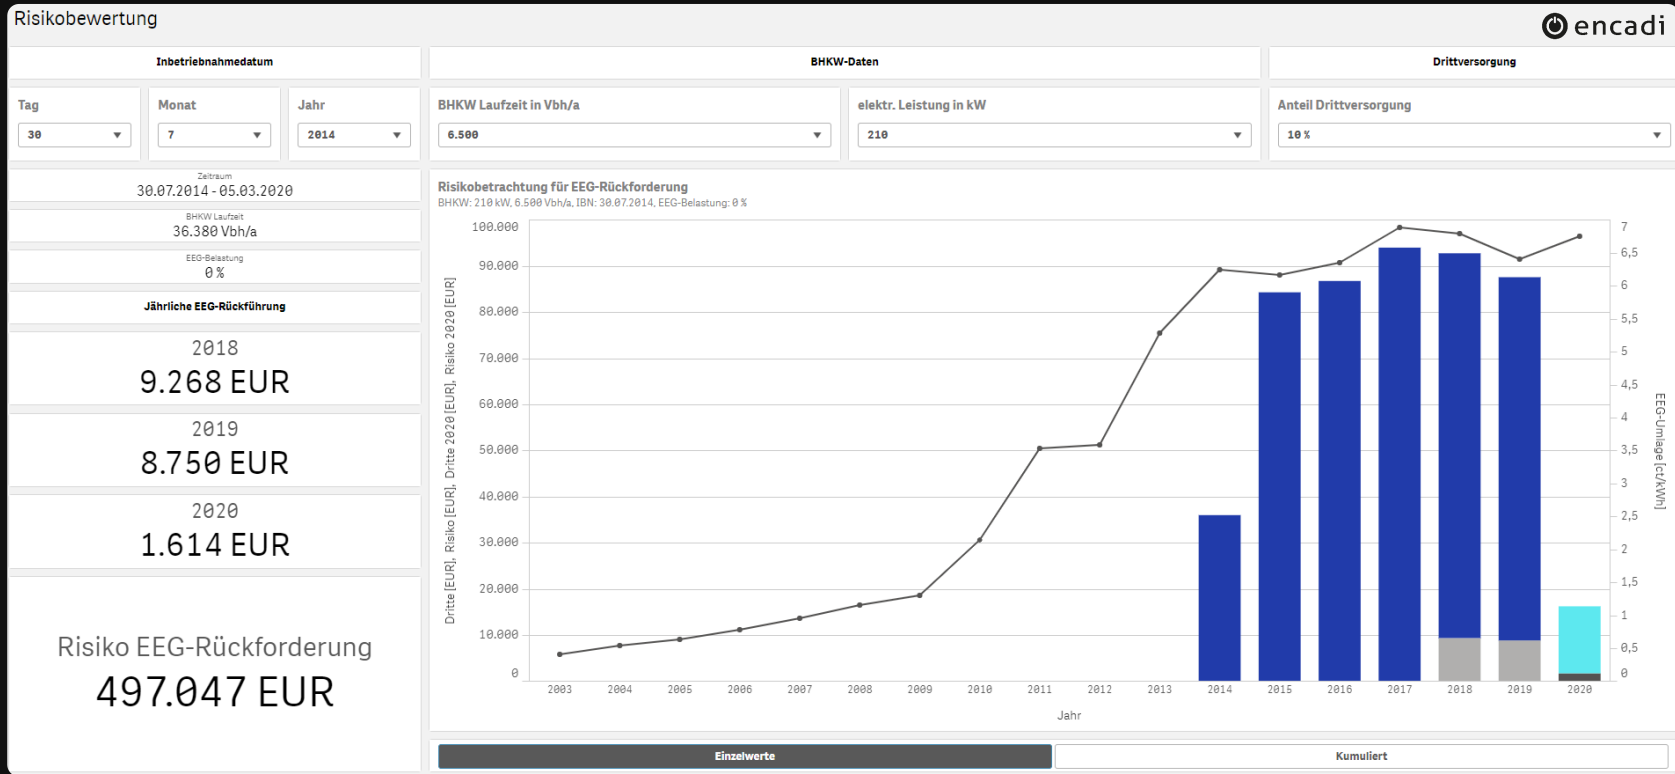 Risikobewertung
encadi
Inbetriebnahmedatum
BHKW-Daten
Drittversorgung
Tag
Monat
Jahr
BHKW Laufzeit in Vbh/a
elektr. Leistung in kW
Anteil Drittversorgung
30
7
2014
6.500
210
10 %
Zeitraum
30.07.2014 - 05.03.2020
BHKW Laufzeit
36.380 Vbh/a
EEG-Belastung
0 %
Jährliche EEG-Rückführung
2018
9.268 EUR
2019
8.750 EUR
2020
1.614 EUR
Risiko EEG-Rückforderung
497.047 EUR
Risikobetrachtung für EEG-Rückforderung
BHKW: 210 kW, 6.500 Vbh/a, IBN: 30.07.2014, EEG-Belastung: 0 %
Dritte [EUR], Risiko [EUR], Dritte 2020 [EUR], Risiko 2020 [EUR]
100.000
90.000
80.000
70.000
60.000
50.000
40.000
30.000
20.000
10.000
0
7
6,5
6
5,5
5
4,5
4
3,5
3
2,5
2
1,5
1
0,5
0
EEG-Umlage [ct/kWh]
2003 2004 2005 2006 2007 2008 2009 2010 2011 2012 2013 2014 2015 2016 2017 2018 2019 2020
Jahr
Einzelwerte
Kumuliert